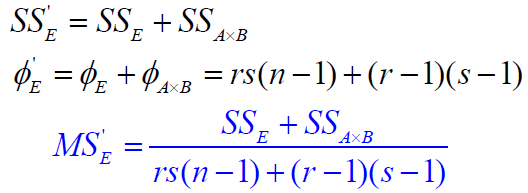 SS'_E = SS_E + SS_{A×B}
ϕ'_E = ϕ_E + ϕ_{A×B} = rs(n−1)+(r−1)(s−1)
MS'_E = \frac{SS_E + SS_{A×B}}{rs(n−1)+(r−1)(s−1)}